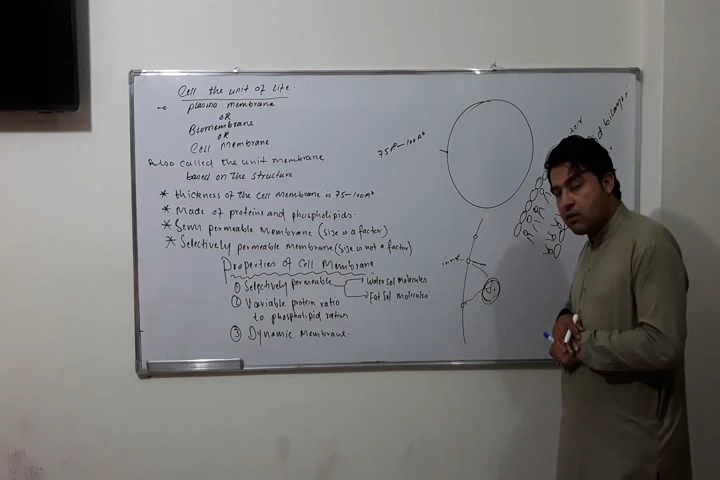 Cell the unit of Life.
→ plasma membrane
OR
Biomembrane
OR
Cell Membrane
Also called the unit membrane
based on the structure.
* thickness of the cell membrane is 75-100A°
* Made of proteins and phospholipids.
* Semi permeable Membrane (size is a factor)
* Selectively permeable membrane (size is not a factor)
Properties of Cell Membrane
① Selectively permeable
Water Sol molecules
Fat Sol molecules
② Variable protein ratio
to phospholipid ration
③ Dynamic Membrane.
75A°-100A°